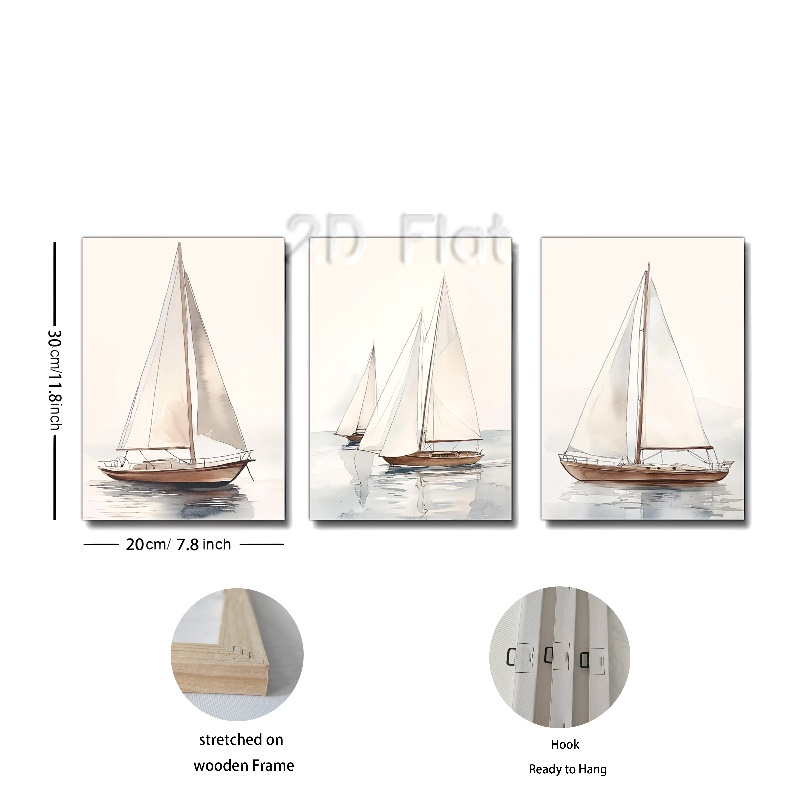 2D Flat
30cm/11.8inch
20cm/ 7.8 inch
stretched on
wooden Frame
Hook
Ready to Hang